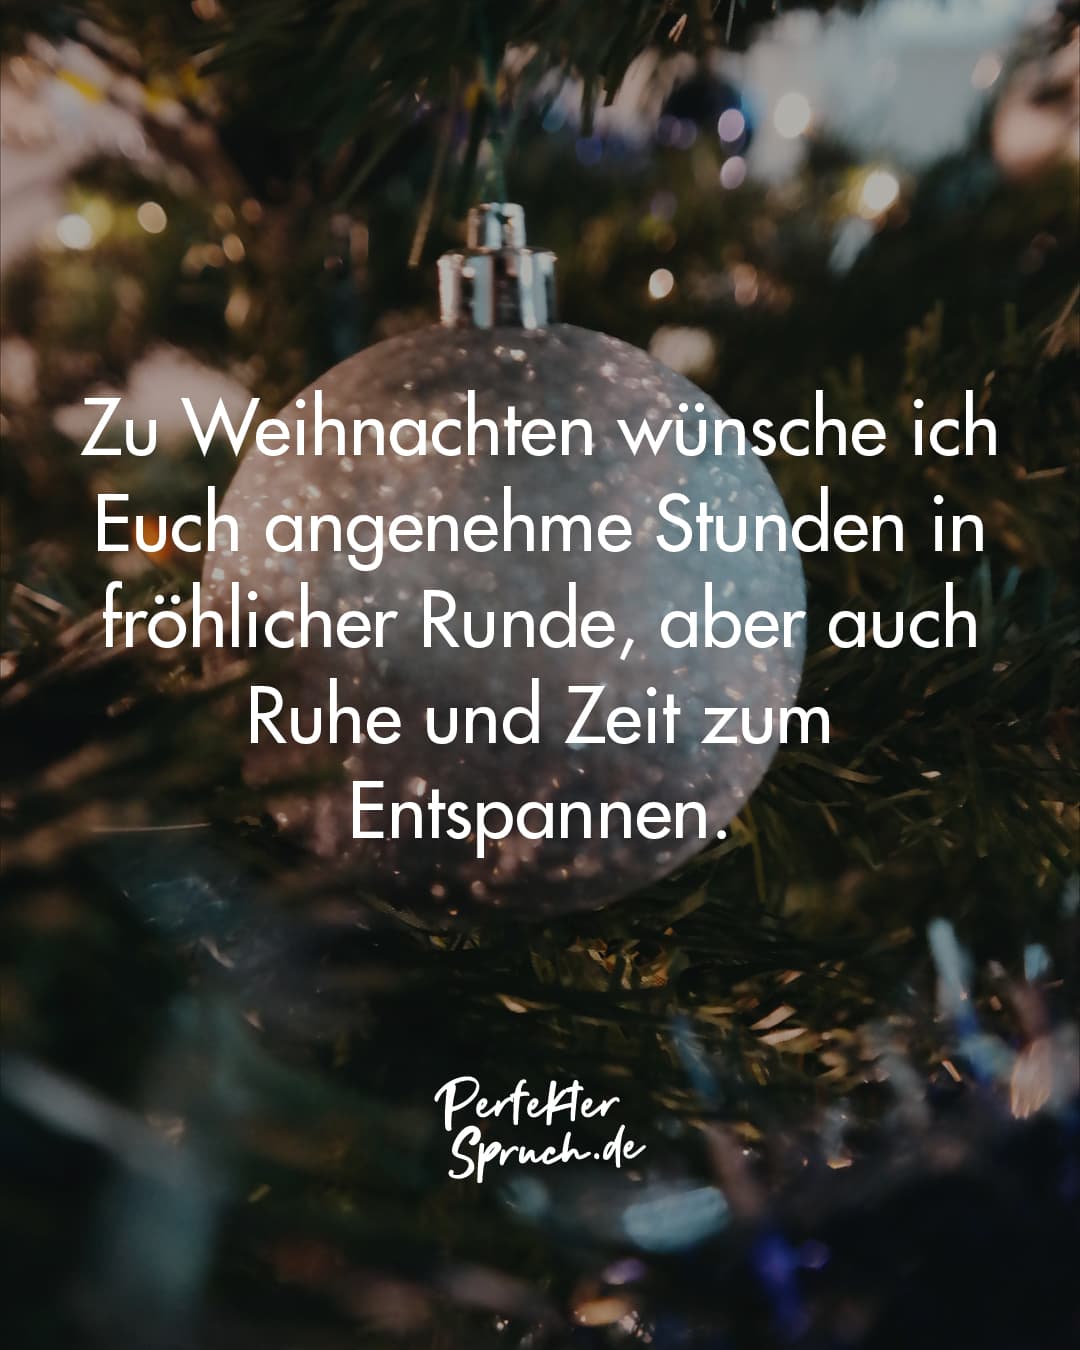 Zu Weihnachten wünsche ich
Euch angenehme Stunden in
fröhlicher Runde, aber auch
Ruhe und Zeit zum
Entspannen.
Perfekter
Spruch.de